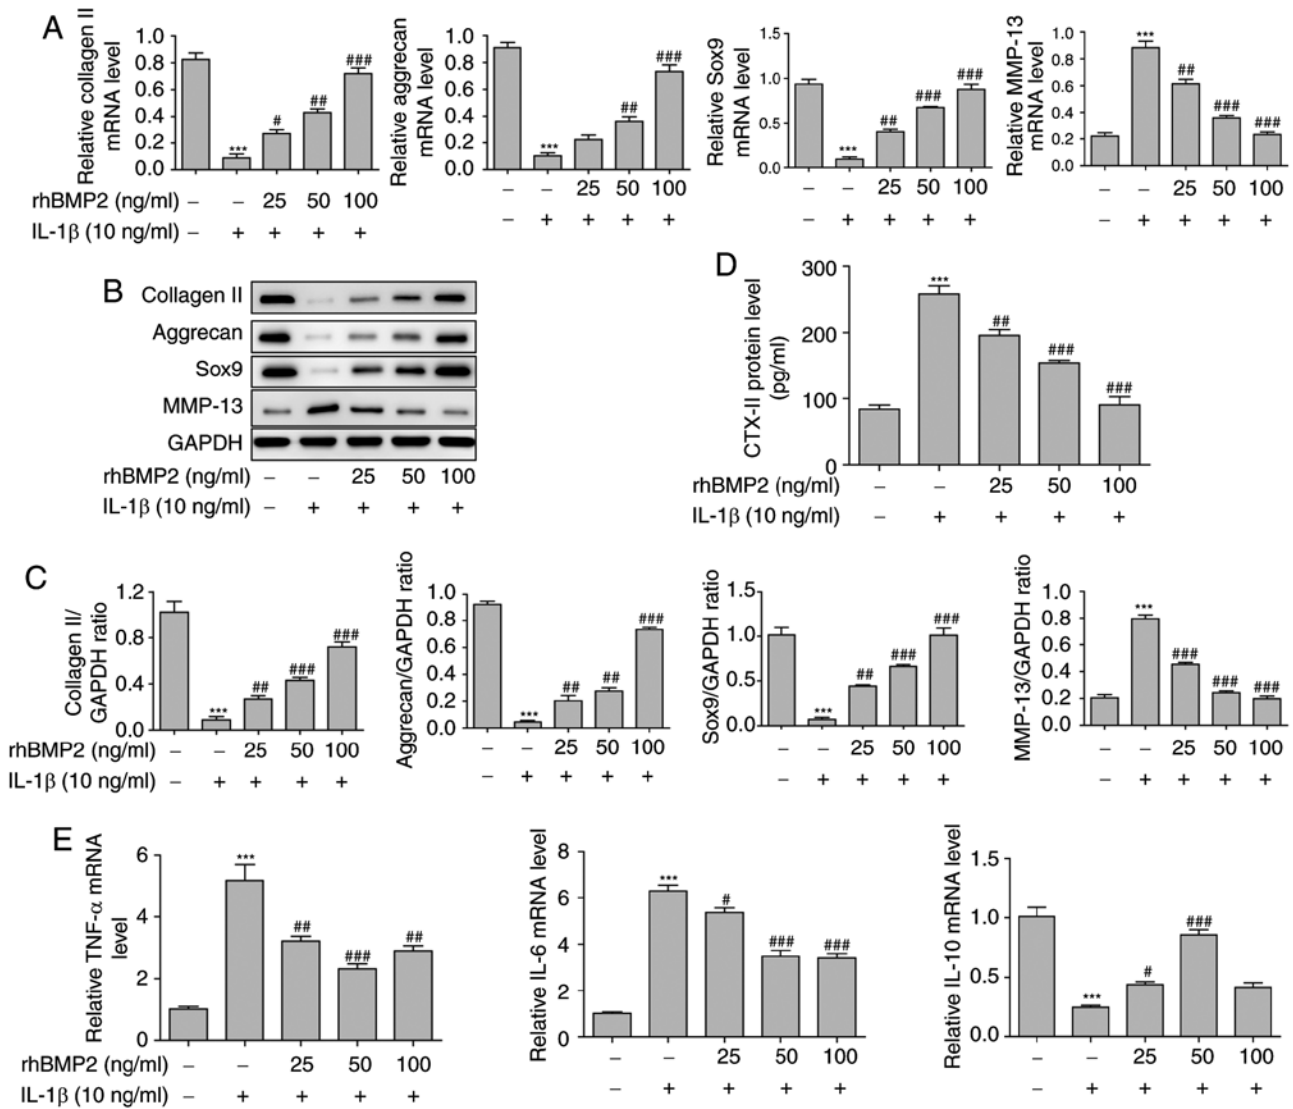 A
Relative collagen II
mRNA level
1.0
0.8
0.6
0.4
0.2
0.0
***
#
##
###
rhBMP2 (ng/ml)
– – 25 50 100
IL-1β (10 ng/ml)
– + + + +
Relative aggrecan
mRNA level
1.0
0.8
0.6
0.4
0.2
0.0
***
##
###
– – 25 50 100
– + + + +
Relative Sox9
mRNA level
1.5
1.0
0.5
0.0
***
##
###
###
– – 25 50 100
– + + + +
Relative MMP-13
mRNA level
1.0
0.8
0.6
0.4
0.2
0.0
***
##
###
###
– – 25 50 100
– + + + +
B
Collagen II
Aggrecan
Sox9
MMP-13
GAPDH
rhBMP2 (ng/ml) – – 25 50 100
IL-1β (10 ng/ml) – + + + +
D
CTX-II protein level
(pg/ml)
300
200
100
0
***
##
###
###
rhBMP2 (ng/ml) – – 25 50 100
IL-1β (10 ng/ml) – + + + +
C
Collagen II/
GAPDH ratio
1.2
0.8
0.4
0.0
***
##
###
###
rhBMP2 (ng/ml) – – 25 50 100
IL-1β (10 ng/ml) – + + + +
Aggrecan/GAPDH ratio
1.0
0.8
0.6
0.4
0.2
0.0
***
##
##
###
– – 25 50 100
– + + + +
Sox9/GAPDH ratio
1.5
1.0
0.5
0.0
***
##
###
###
– – 25 50 100
– + + + +
MMP-13/GAPDH ratio
1.0
0.8
0.6
0.4
0.2
0.0
***
###
###
###
– – 25 50 100
– + + + +
E
Relative TNF-α mRNA
level
6
4
2
0
***
##
###
##
rhBMP2 (ng/ml) – – 25 50 100
IL-1β (10 ng/ml) – + + + +
Relative IL-6 mRNA level
8
6
4
2
0
***
#
###
###
– – 25 50 100
– + + + +
Relative IL-10 mRNA level
1.5
1.0
0.5
0.0
***
#
###
– – 25 50 100
– + + + +